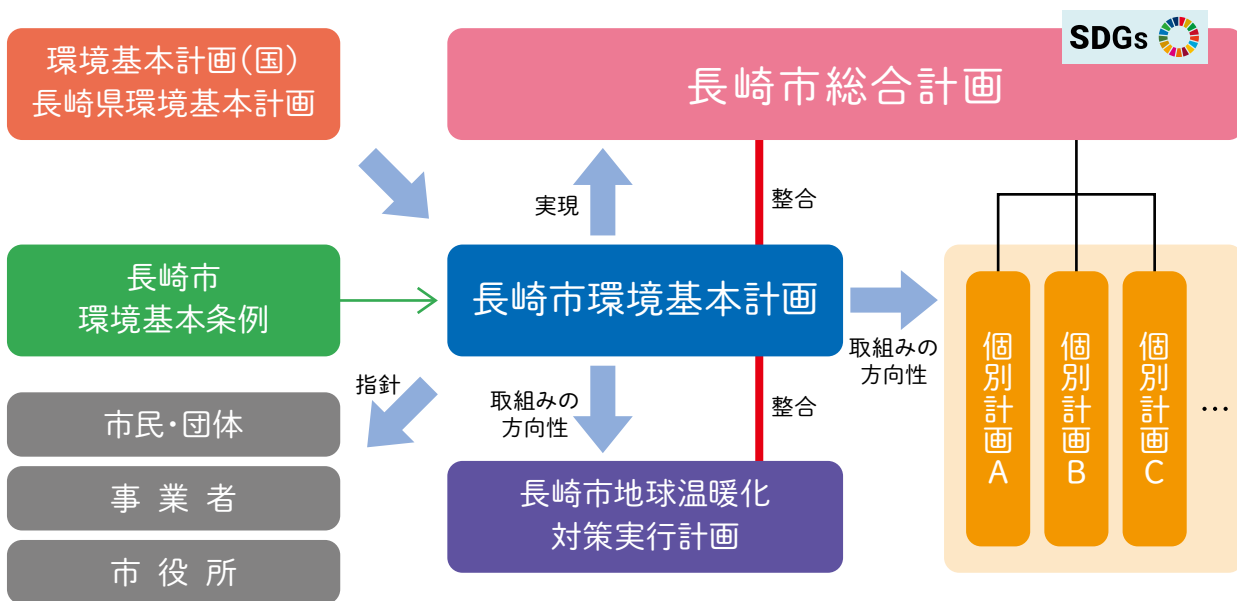 SDGs
環境基本計画(国)
長崎県環境基本計画
長崎市総合計画
実現
整合
長崎市
環境基本条例
長崎市環境基本計画
取組みの
方向性
個別計画A
個別計画B
個別計画C
…
指針
取組みの
方向性
整合
市民・団体
事業者
市役所
長崎市地球温暖化
対策実行計画